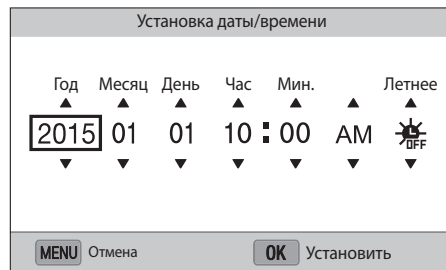 Установка даты/времени
Год Месяц День Час Мин. Летнее
2015 01 01 10:00 AM OFF
MENU Отмена OK Установить